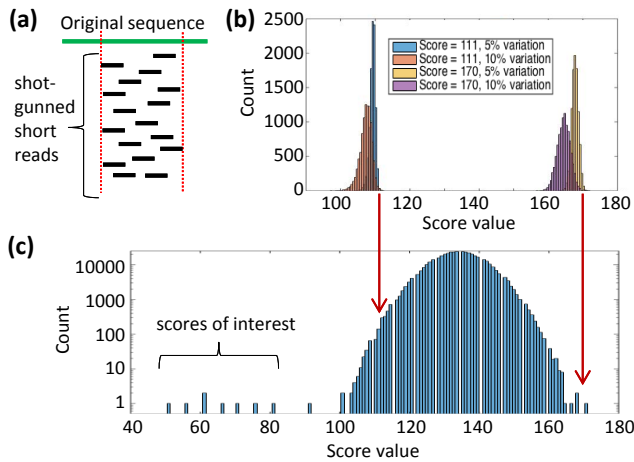 (a)
Original sequence
shot-
gunned
short
reads
(b)
2500
2000
1500
1000
500
0
Count
Score = 111, 5% variation
Score = 111, 10% variation
Score = 170, 5% variation
Score = 170, 10% variation
100 120 140 160 180
Score value
(c)
10000
1000
100
10
1
Count
scores of interest
40 60 80 100 120 140 160 180
Score value